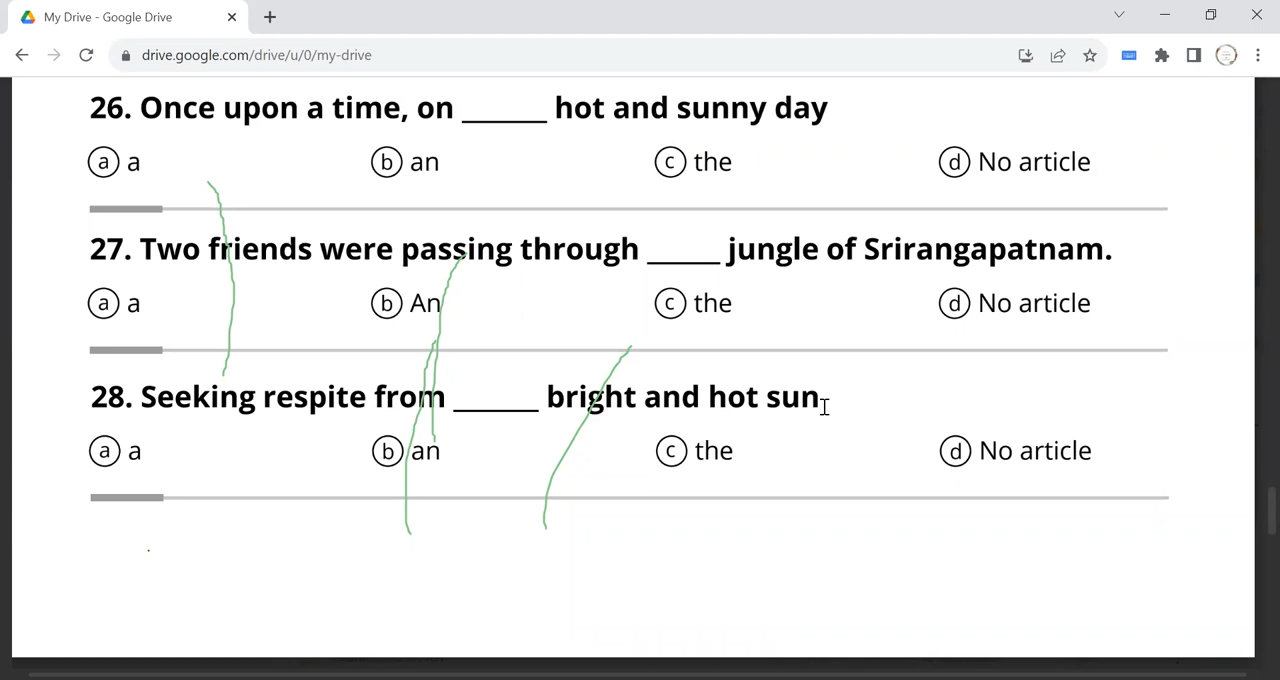 My Drive - Google Drive
drive.google.com/drive/u/0/my-drive
26. Once upon a time, on _______ hot and sunny day
a a b an c the d No article
27. Two friends were passing through ______ jungle of Srirangapatnam.
a a b An c the d No article
28. Seeking respite from _______ bright and hot sun
a a b an c the d No article